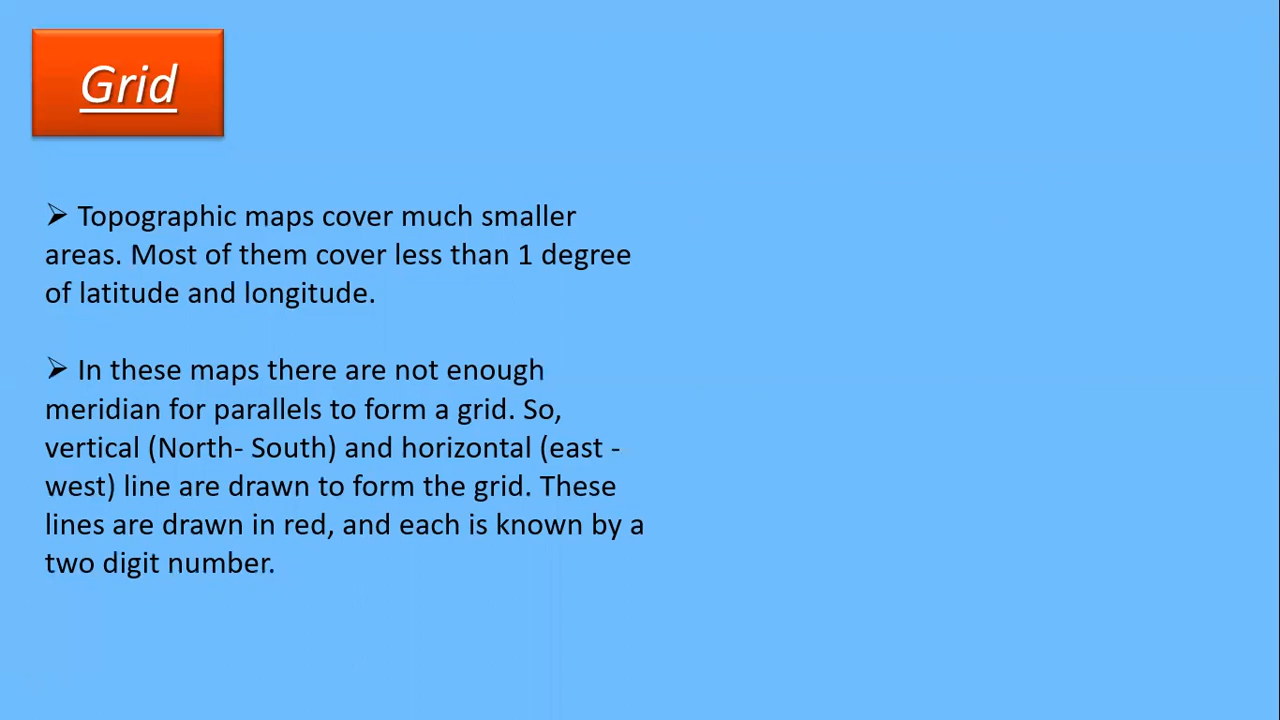 Grid
➢ Topographic maps cover much smaller
areas. Most of them cover less than 1 degree
of latitude and longitude.
➢ In these maps there are not enough
meridian for parallels to form a grid. So,
vertical (North- South) and horizontal (east -
west) line are drawn to form the grid. These
lines are drawn in red, and each is known by a
two digit number.